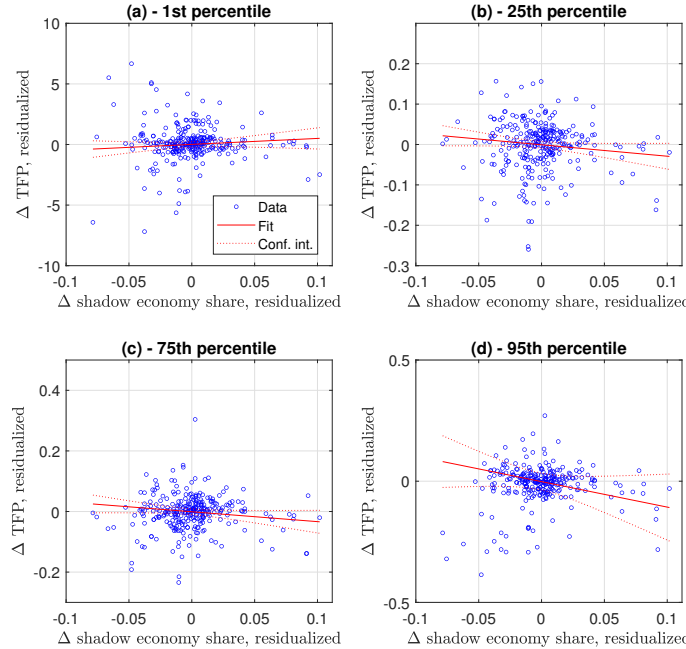 (a) - 1st percentile
Δ TFP, residualized
10
5
0
-5
-10
-0.1
-0.05
0
0.05
0.1
Δ shadow economy share, residualized
Data
Fit
Conf. int.
(b) - 25th percentile
Δ TFP, residualized
0.2
0.1
0
-0.1
-0.2
-0.3
-0.1
-0.05
0
0.05
0.1
Δ shadow economy share, residualized
(c) - 75th percentile
Δ TFP, residualized
0.4
0.2
0
-0.2
-0.1
-0.05
0
0.05
0.1
Δ shadow economy share, residualized
(d) - 95th percentile
Δ TFP, residualized
0.5
0
-0.5
-0.1
-0.05
0
0.05
0.1
Δ shadow economy share, residualized